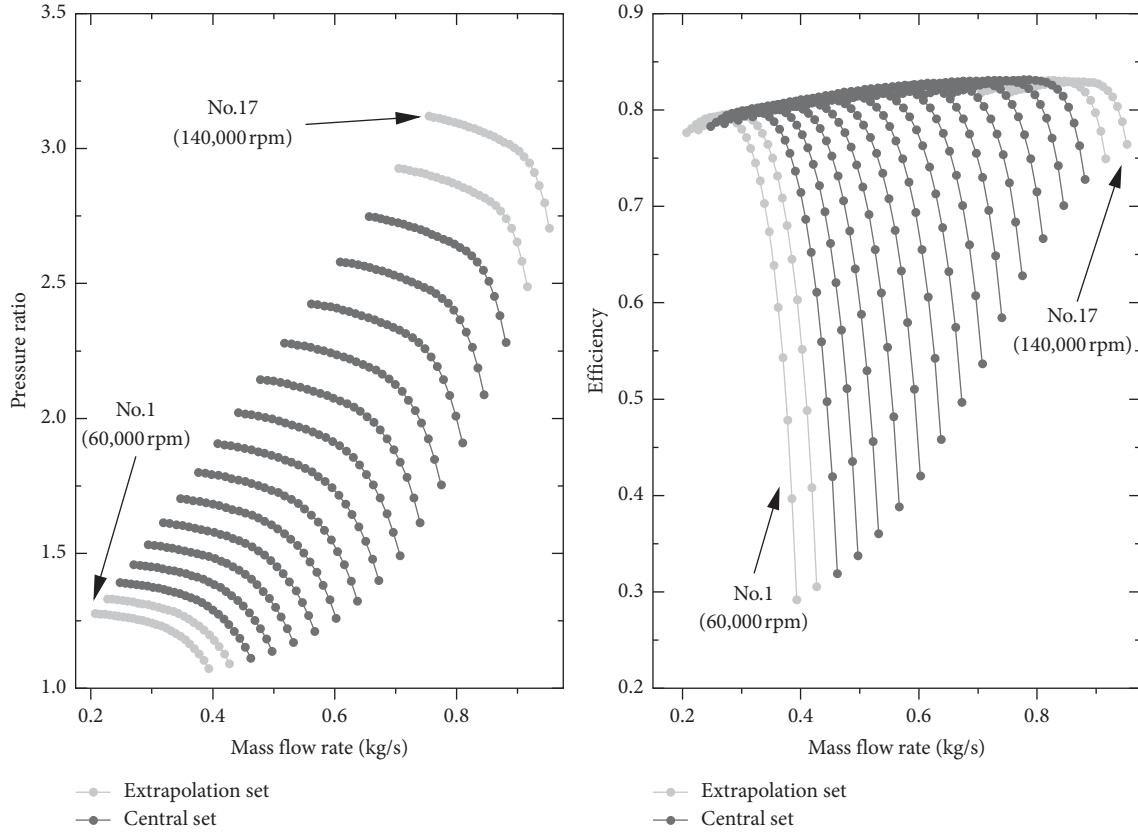 3.5
3.0
2.5
2.0
1.5
1.0
Pressure ratio
No.17
(140,000 rpm)
No.1
(60,000 rpm)
0.2 0.4 0.6 0.8
Mass flow rate (kg/s)
Extrapolation set
Central set
0.9
0.8
0.7
0.6
0.5
0.4
0.3
0.2
Efficiency
No.17
(140,000 rpm)
No.1
(60,000 rpm)
0.2 0.4 0.6 0.8
Mass flow rate (kg/s)
Extrapolation set
Central set